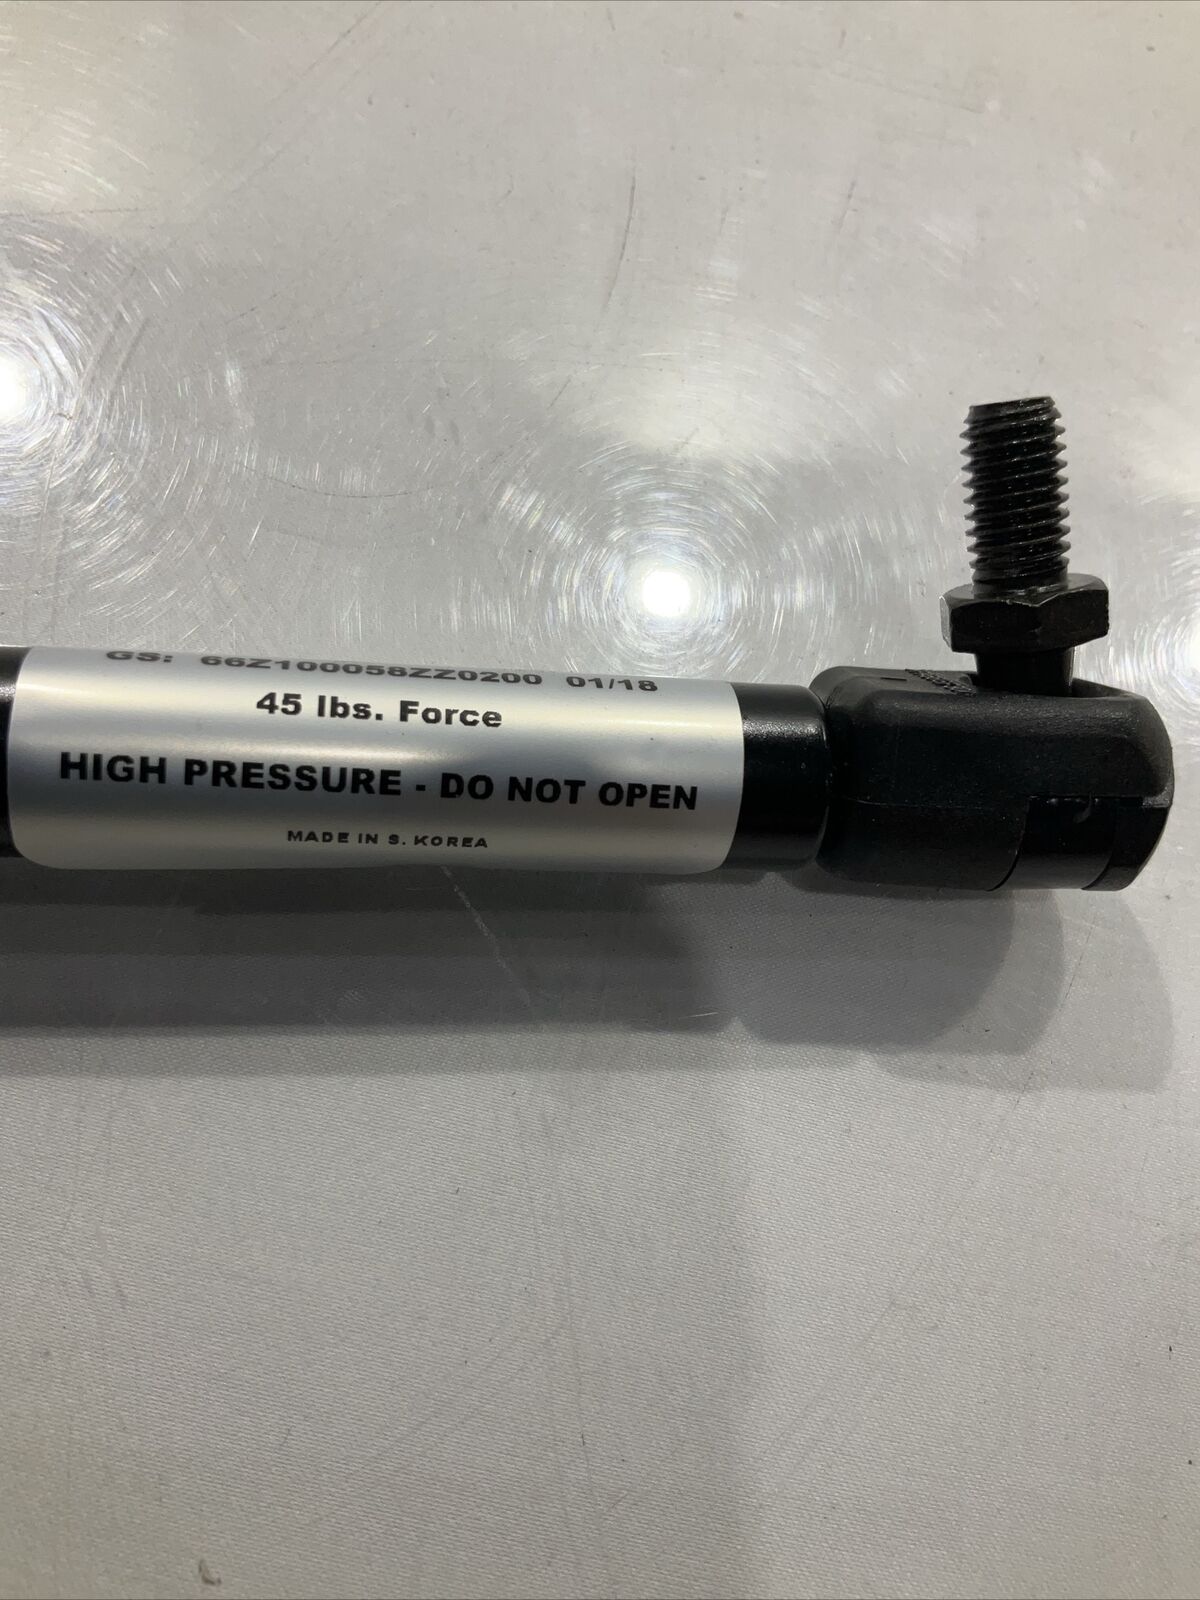 GS: 66Z100058ZZ0200 01/18
45 lbs. Force
HIGH PRESSURE - DO NOT OPEN
MADE IN S. KOREA